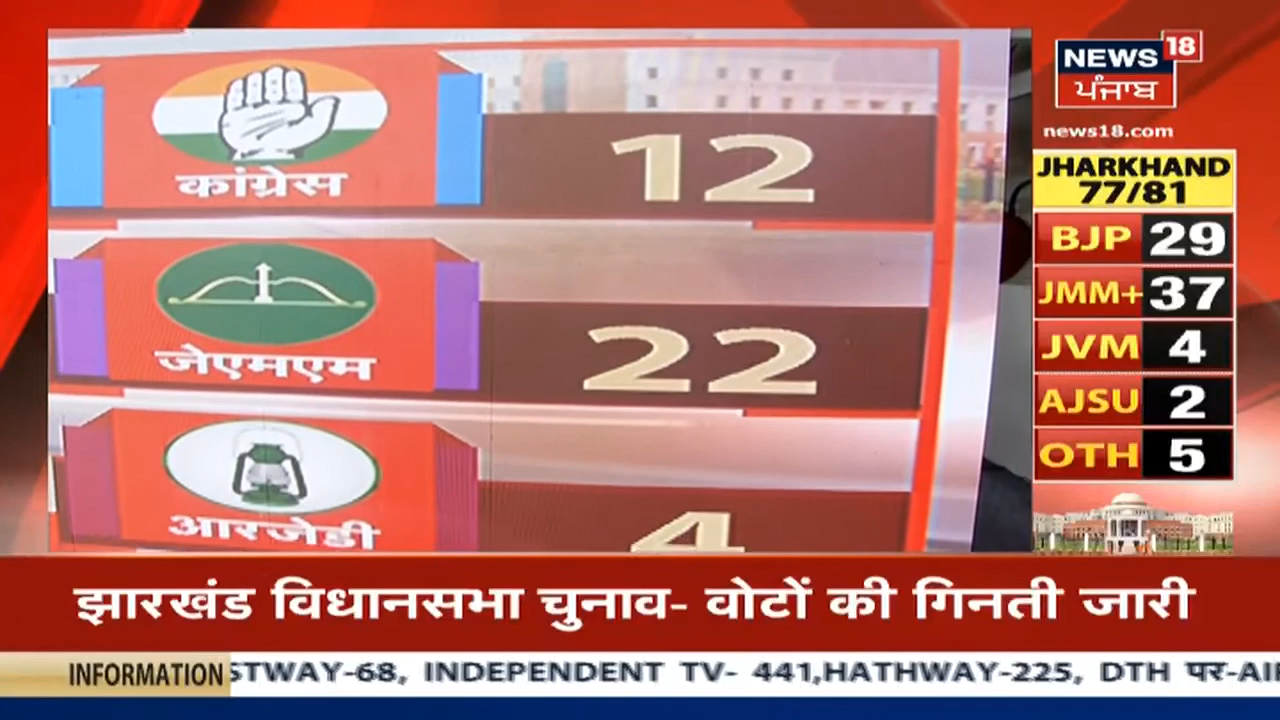 कांग्रेस
12
जेएमएम
22
आरजेडी
4
NEWS 18
ਪੰਜਾਬ
news18.com
JHARKHAND
77/81
BJP 29
JMM+ 37
JVM 4
AJSU 2
OTH 5
झारखंड विधानसभा चुनाव- वोटों की गिनती जारी
INFORMATION STWAY-68, INDEPENDENT TV- 441,HATHWAY-225, DTH पर-AI